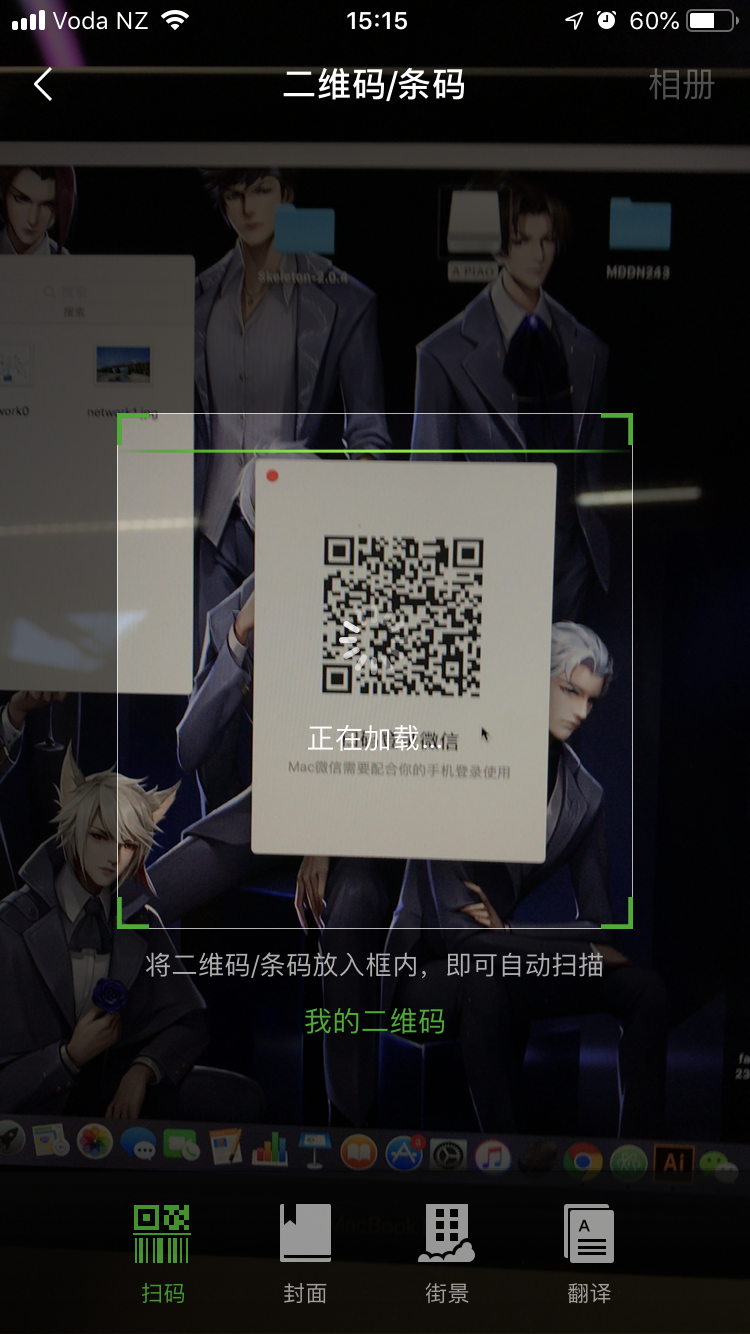 Voda NZ
15:15
60%
二维码/条码
相册
Skeleton-2.0.4
A PIAO
MDDN243
搜索
work0
network1.jpg
正在加载...
微信
Mac微信需要配合你的手机登录使用
将二维码/条码放入框内，即可自动扫描
我的二维码
3
Ai
A
扫码
封面
街景
翻译